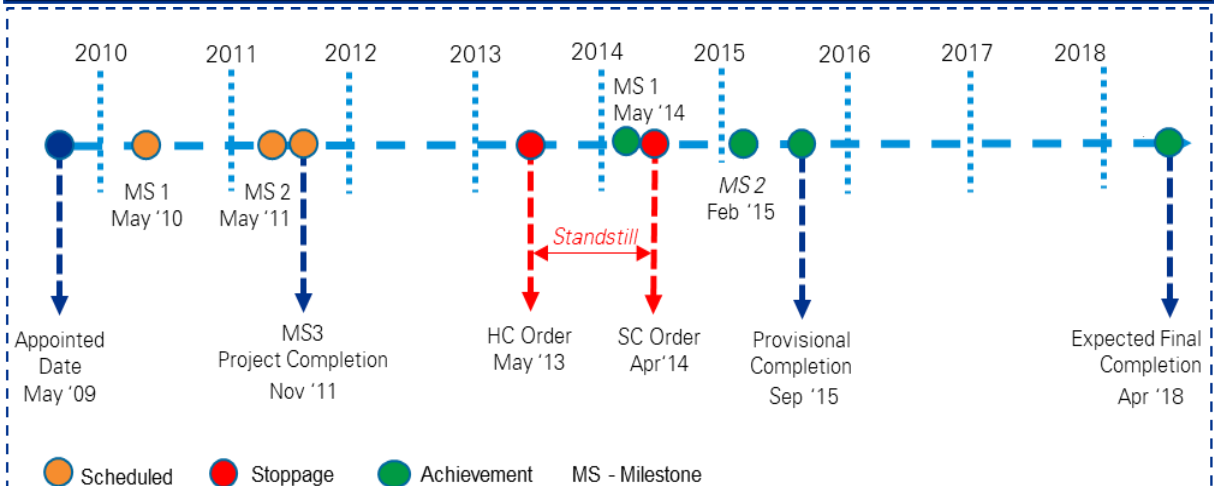 2010 2011 2012 2013 2014 2015 2016 2017 2018
MS 1
May ‘14
MS 1
May ‘10
MS 2
May ‘11
MS 2
Feb ‘15
Standstill
Appointed
Date
May ‘09
MS3
Project Completion
Nov ‘11
HC Order
May ‘13
SC Order
Apr‘14
Provisional
Completion
Sep ‘15
Expected Final
Completion
Apr ‘18
Scheduled Stoppage Achievement MS - Milestone